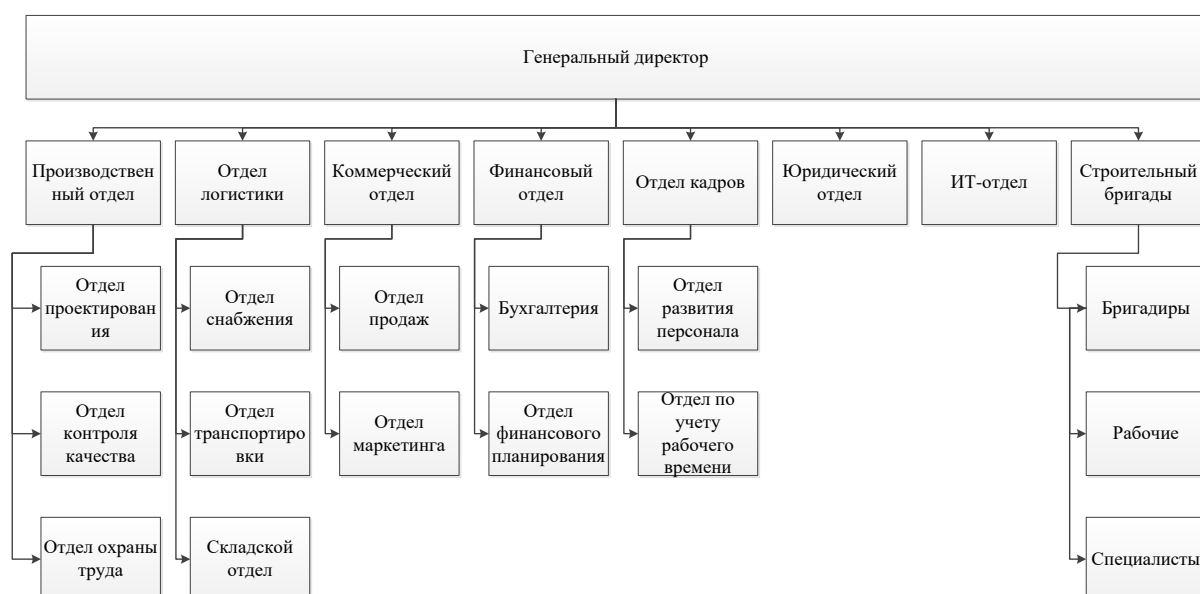 Генеральный директор
Производствен
ный отдел
Отдел
логистики
Коммерческий
отдел
Финансовый
отдел
Отдел кадров
Юридический
отдел
ИТ-отдел
Строительный
бригады
Отдел
проектирован
ия
Отдел
снабжения
Отдел
продаж
Бухгалтерия
Отдел
развития
персонала
Бригадиры
Отдел
контроля
качества
Отдел
транспортиро
вки
Отдел
маркетинга
Отдел
финансового
планирования
Отдел по
учету
рабочего
времени
Рабочие
Отдел охраны
труда
Складской
отдел
Специалисты